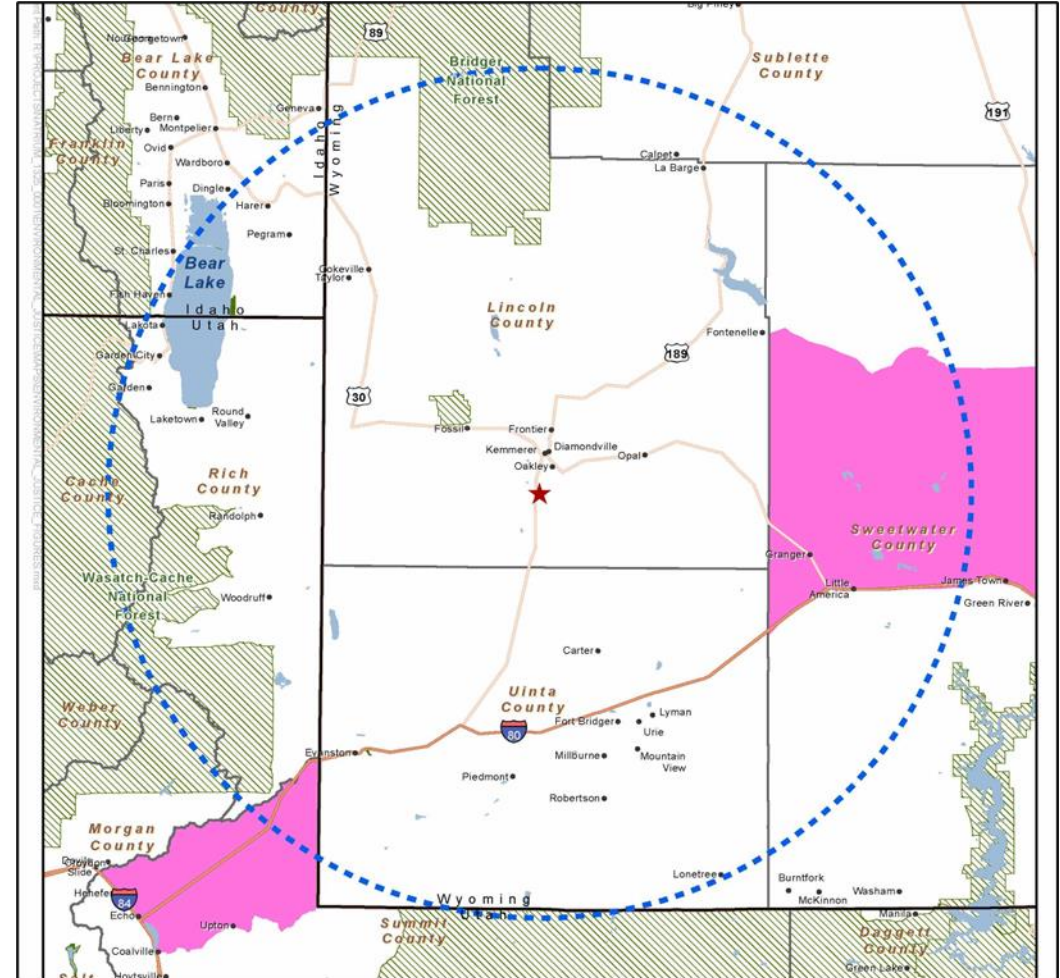 County
89
Big Piney
Georgetown
Bear Lake
County
Bridger
National
Forest
Sublette
County
Bennington
Geneva
191
Bern
Liberty
Montpelier
Franklin
County
Ovid
Idaho
Wyoming
Calpet
La Barge
Wardboro
Paris
Dingle
Bloomington
Harer
Pegram
St. Charles
Cokeville
Taylor
Bear
Lake
Fish Haven
Idaho
Utah
Lincoln
County
Lakota
Fontenelle
Garden City
189
Garden
30
Laketown
Round
Valley
Fossil
Frontier
Kemmerer
Diamondville
Oakley
Opal
Rich
County
Cache
County
Randolph
Sweetwater
County
Granger
Wasatch-Cache
National
Forest
Woodruff
Little
America
James Town
Green River
Carter
Uinta
County
Weber
County
Lyman
Fort Bridger
Urie
80
Evanston
Millburne
Mountain
View
Piedmont
Robertson
Morgan
County
Croydon
Slide
Lonetree
Burntfork
McKinnon
Washam
Henefer
84
Echo
Wyoming
Utah
Manila
Upton
Summit
County
Daggett
County
Coalville
Green Lake
Salt
Hoytsville